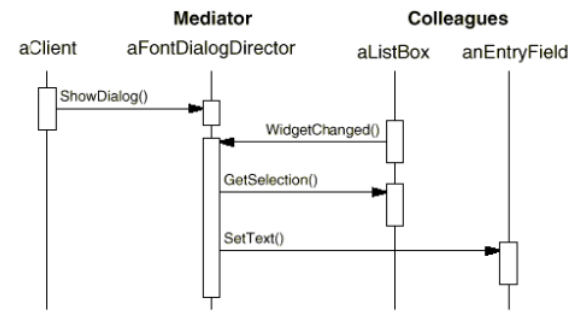 Mediator Colleagues
aClient aFontDialogDirector aListBox anEntryField
ShowDialog()
WidgetChanged()
GetSelection()
SetText()